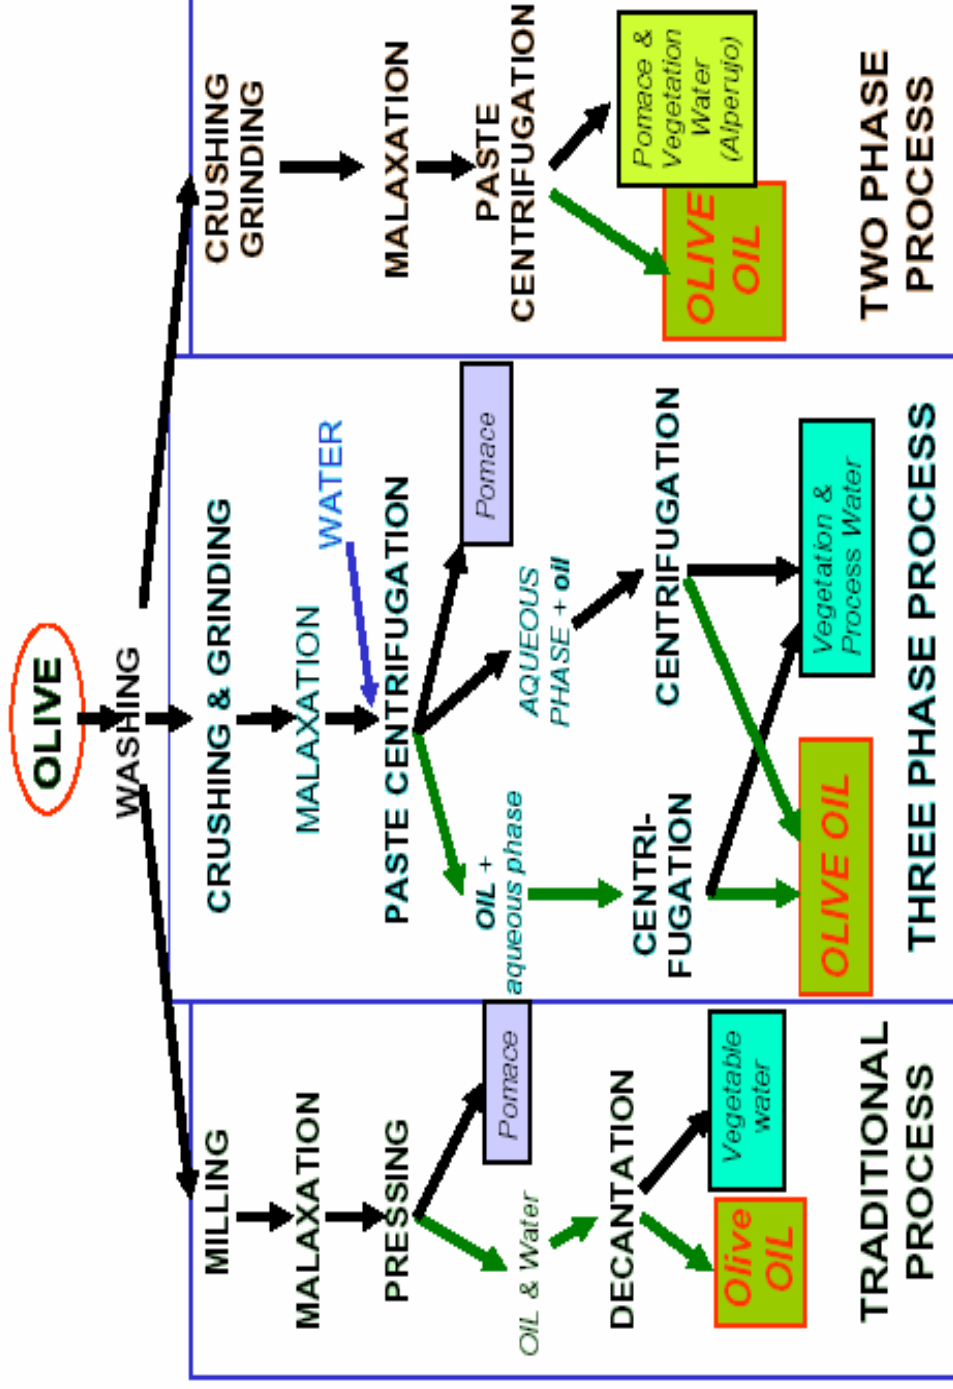 OLIVE
WASHING
MILLING
MALAXATION
PRESSING
Pomace
OIL & Water
DECANTATION
Vegetable
water
Olive
OIL
TRADITIONAL
PROCESS
CRUSHING & GRINDING
MALAXATION
WATER
PASTE CENTRIFUGATION
Pomace
OIL +
aqueous phase
AQUEOUS
PHASE + oil
CENTRI-
FUGATION
CENTRIFUGATION
OLIVE OIL
Vegetation &
Process Water
THREE PHASE PROCESS
CRUSHING
GRINDING
MALAXATION
PASTE
CENTRIFUGATION
OLIVE
OIL
Pomace &
Vegetation
Water
(Alperujo)
TWO PHASE
PROCESS